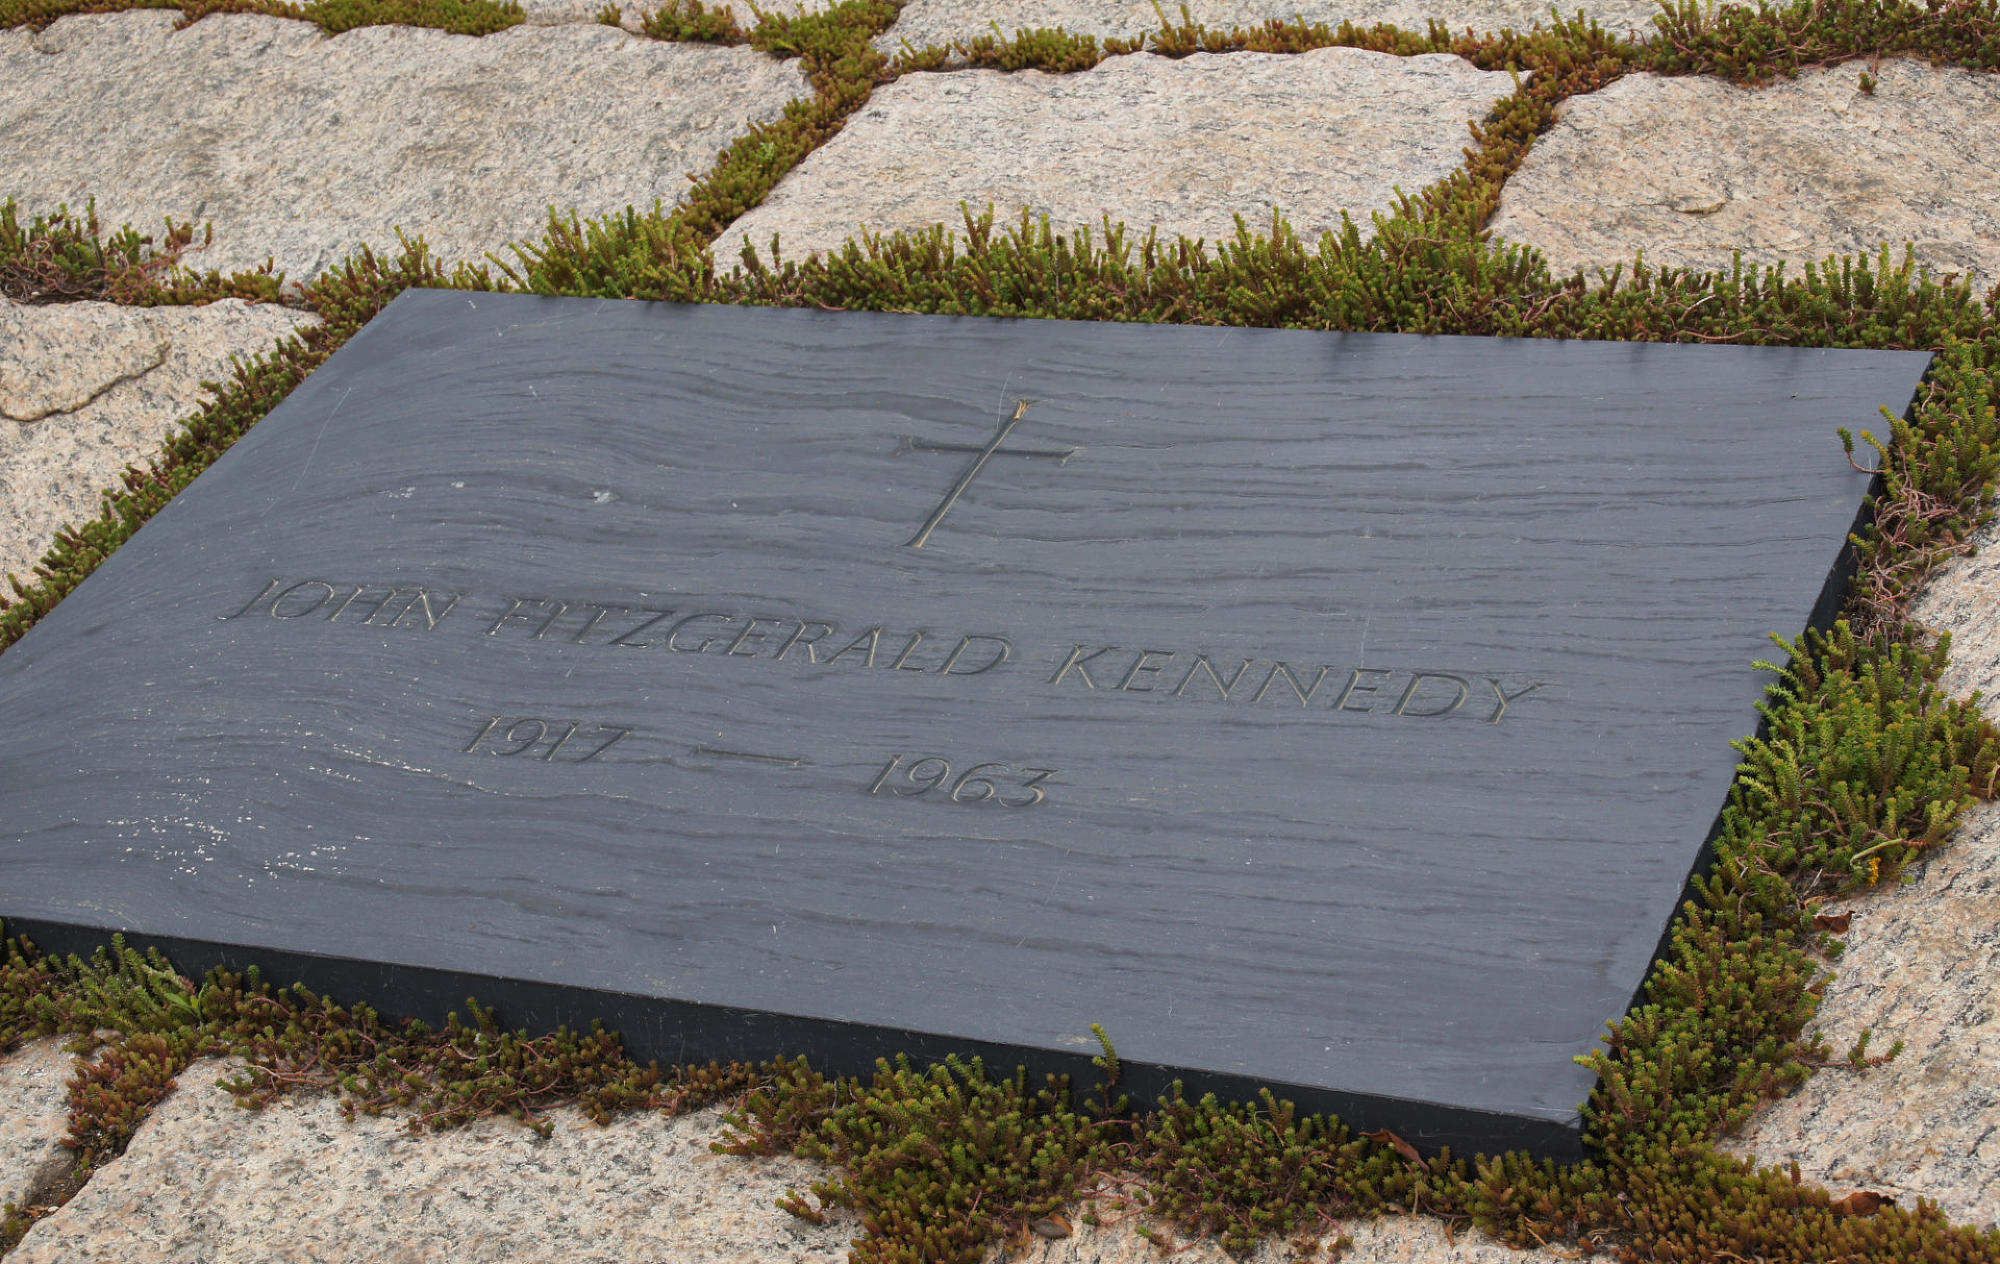 JOHN FITZGERALD KENNEDY
1917 — 1963